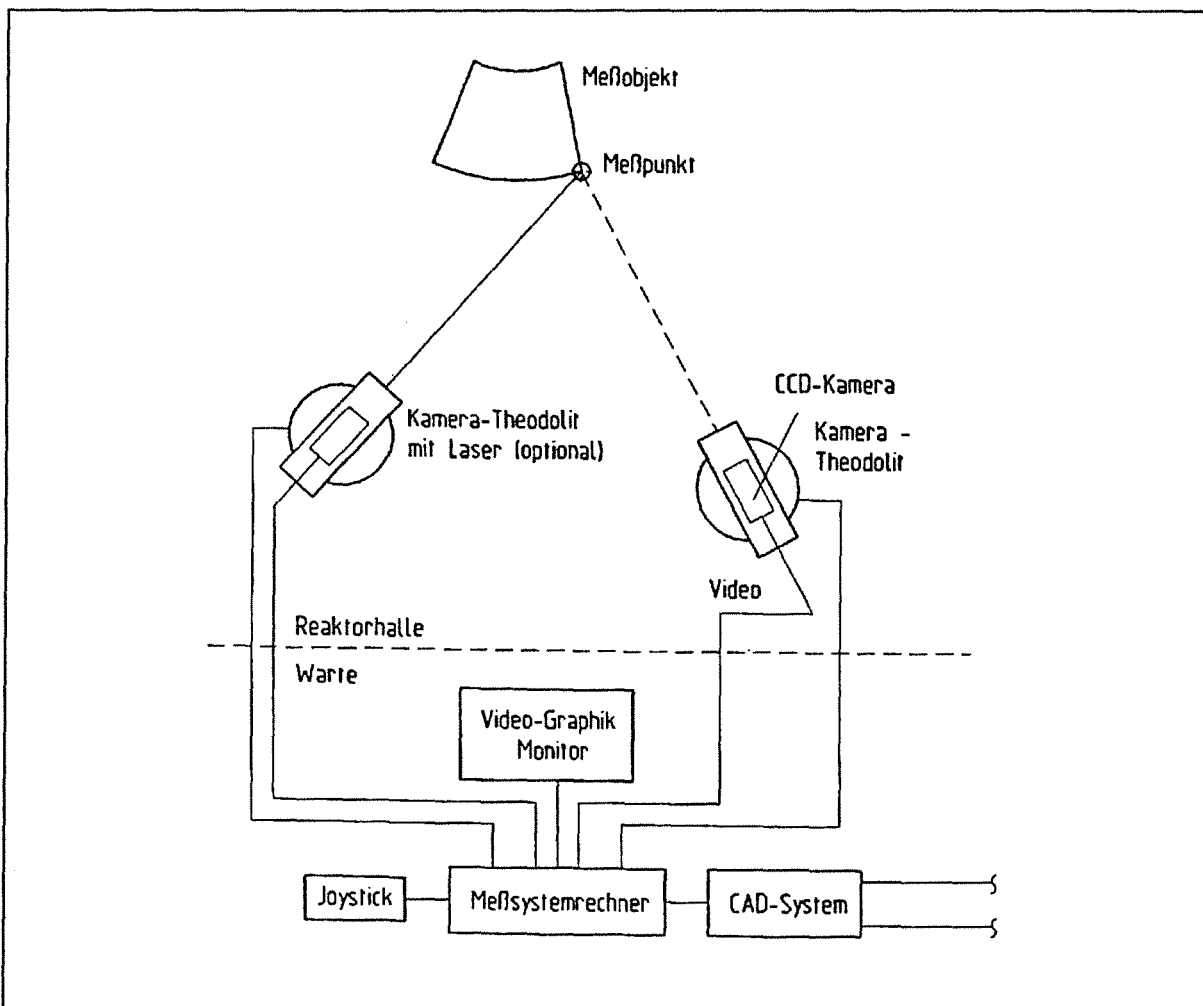 Meßobjekt
Meßpunkt
Kamera-Theodolit
mit Laser (optional)
CCD-Kamera
Kamera -
Theodolit
Video
Reaktorhalle
Warte
Video-Graphik
Monitor
Joystick
Meßsystemrechner
CAD-System